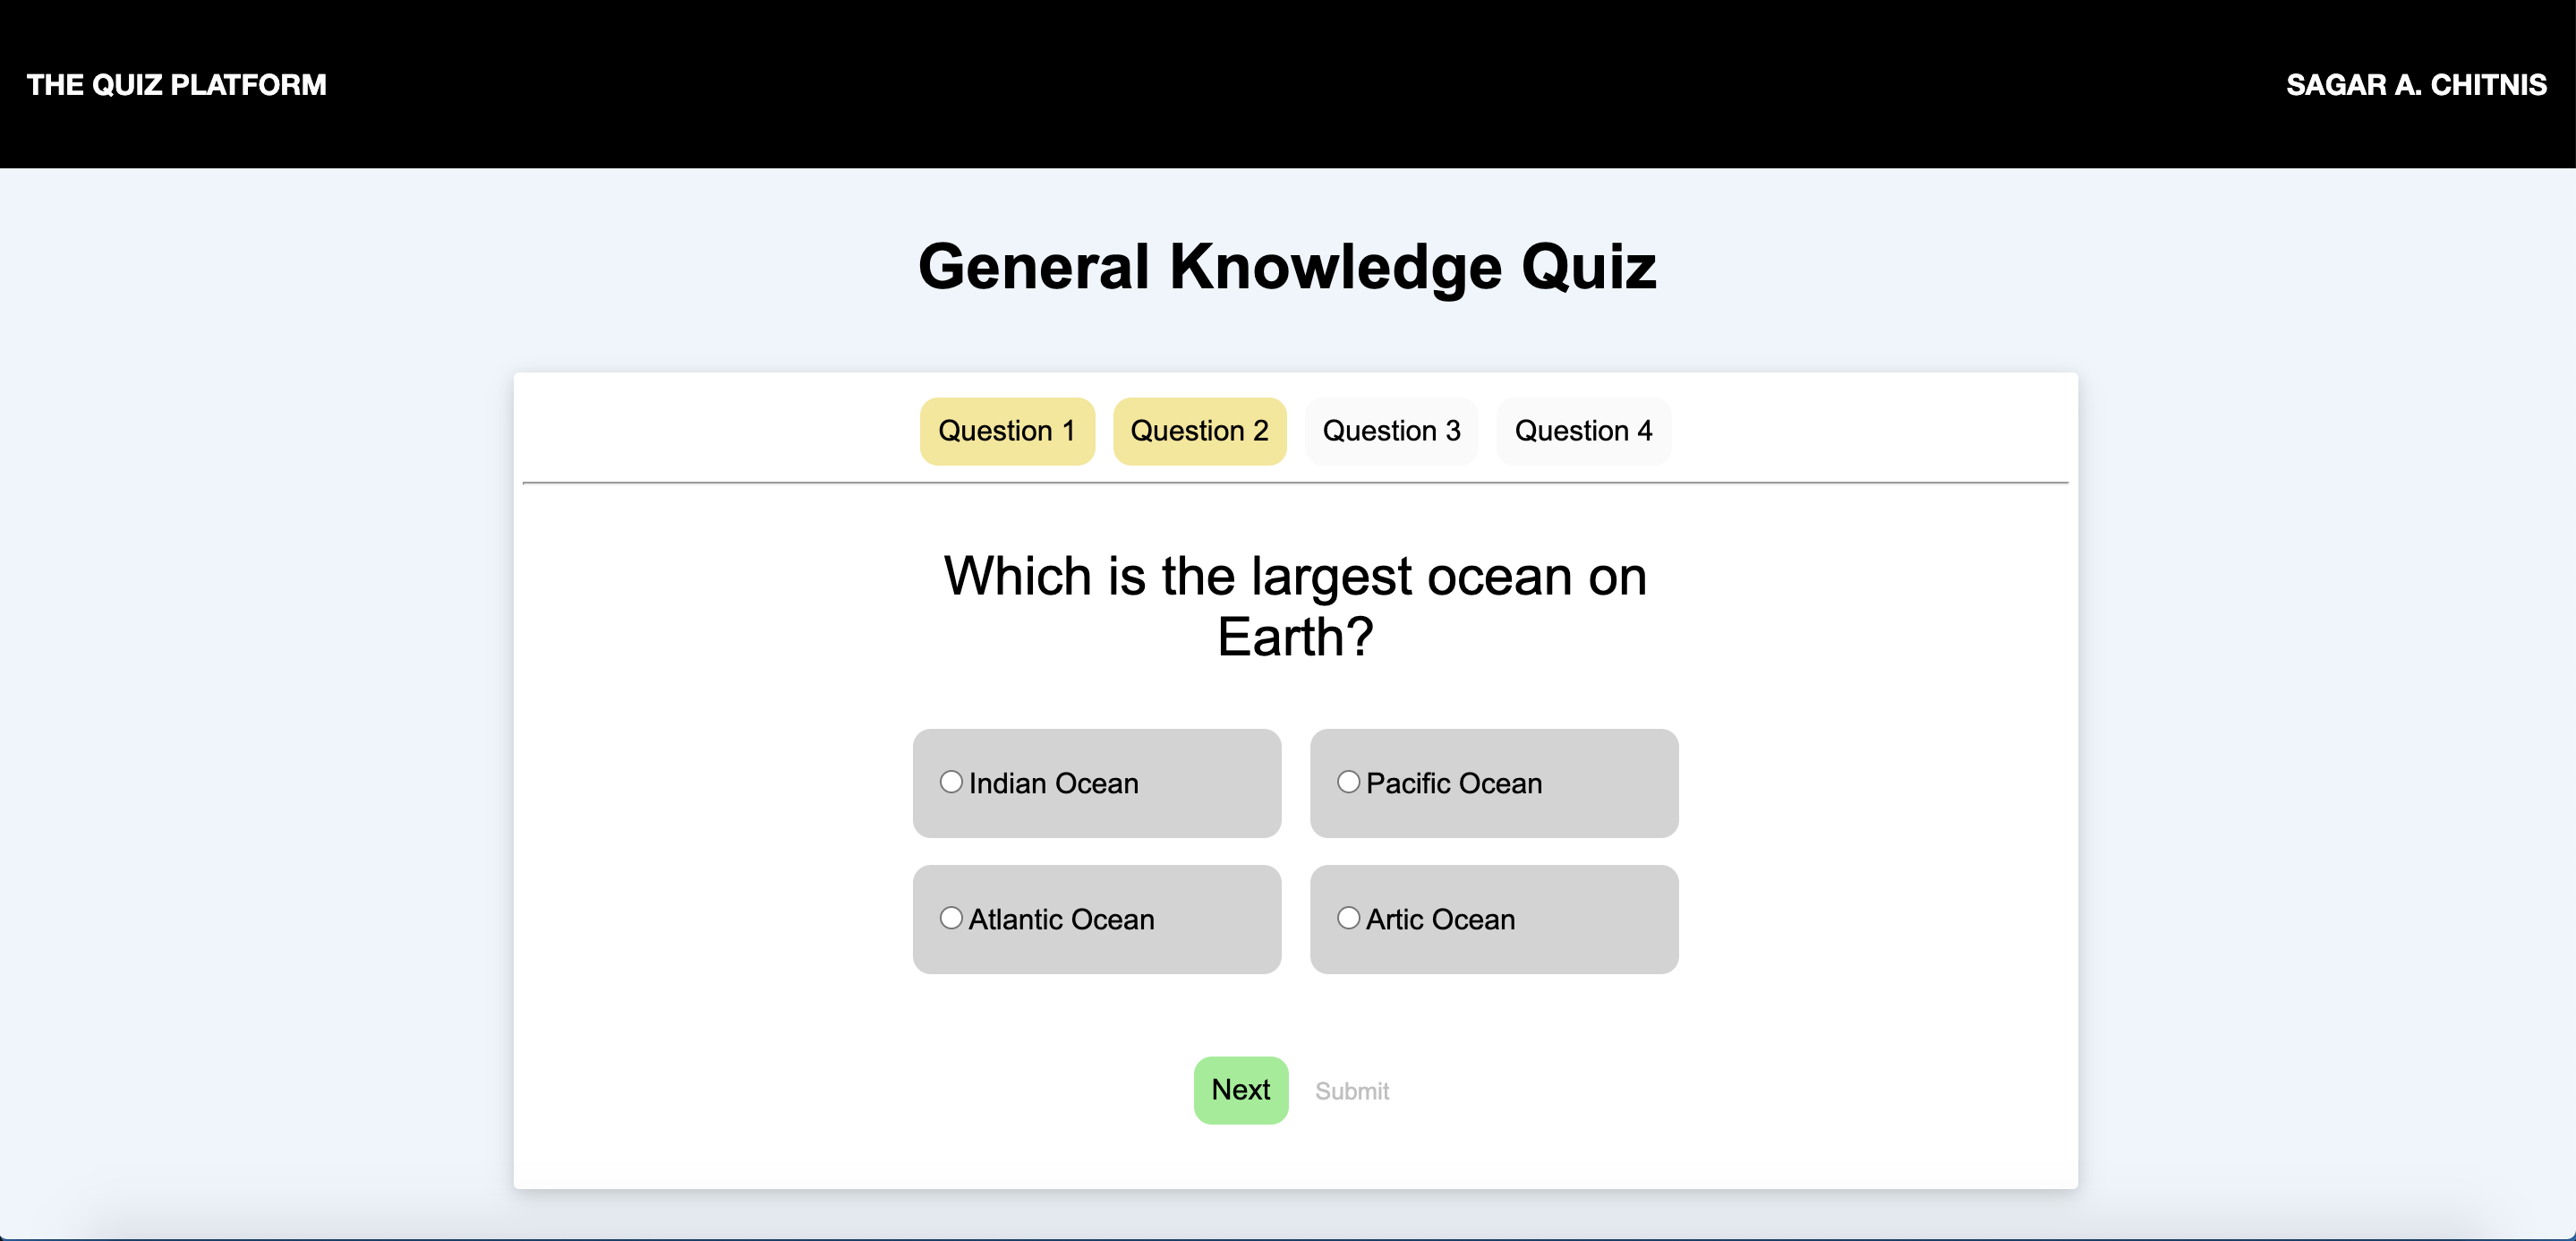 THE QUIZ PLATFORM
SAGAR A. CHITNIS
General Knowledge Quiz
Question 1
Question 2
Question 3
Question 4
Which is the largest ocean on
Earth?
Indian Ocean
Pacific Ocean
Atlantic Ocean
Artic Ocean
Next
Submit